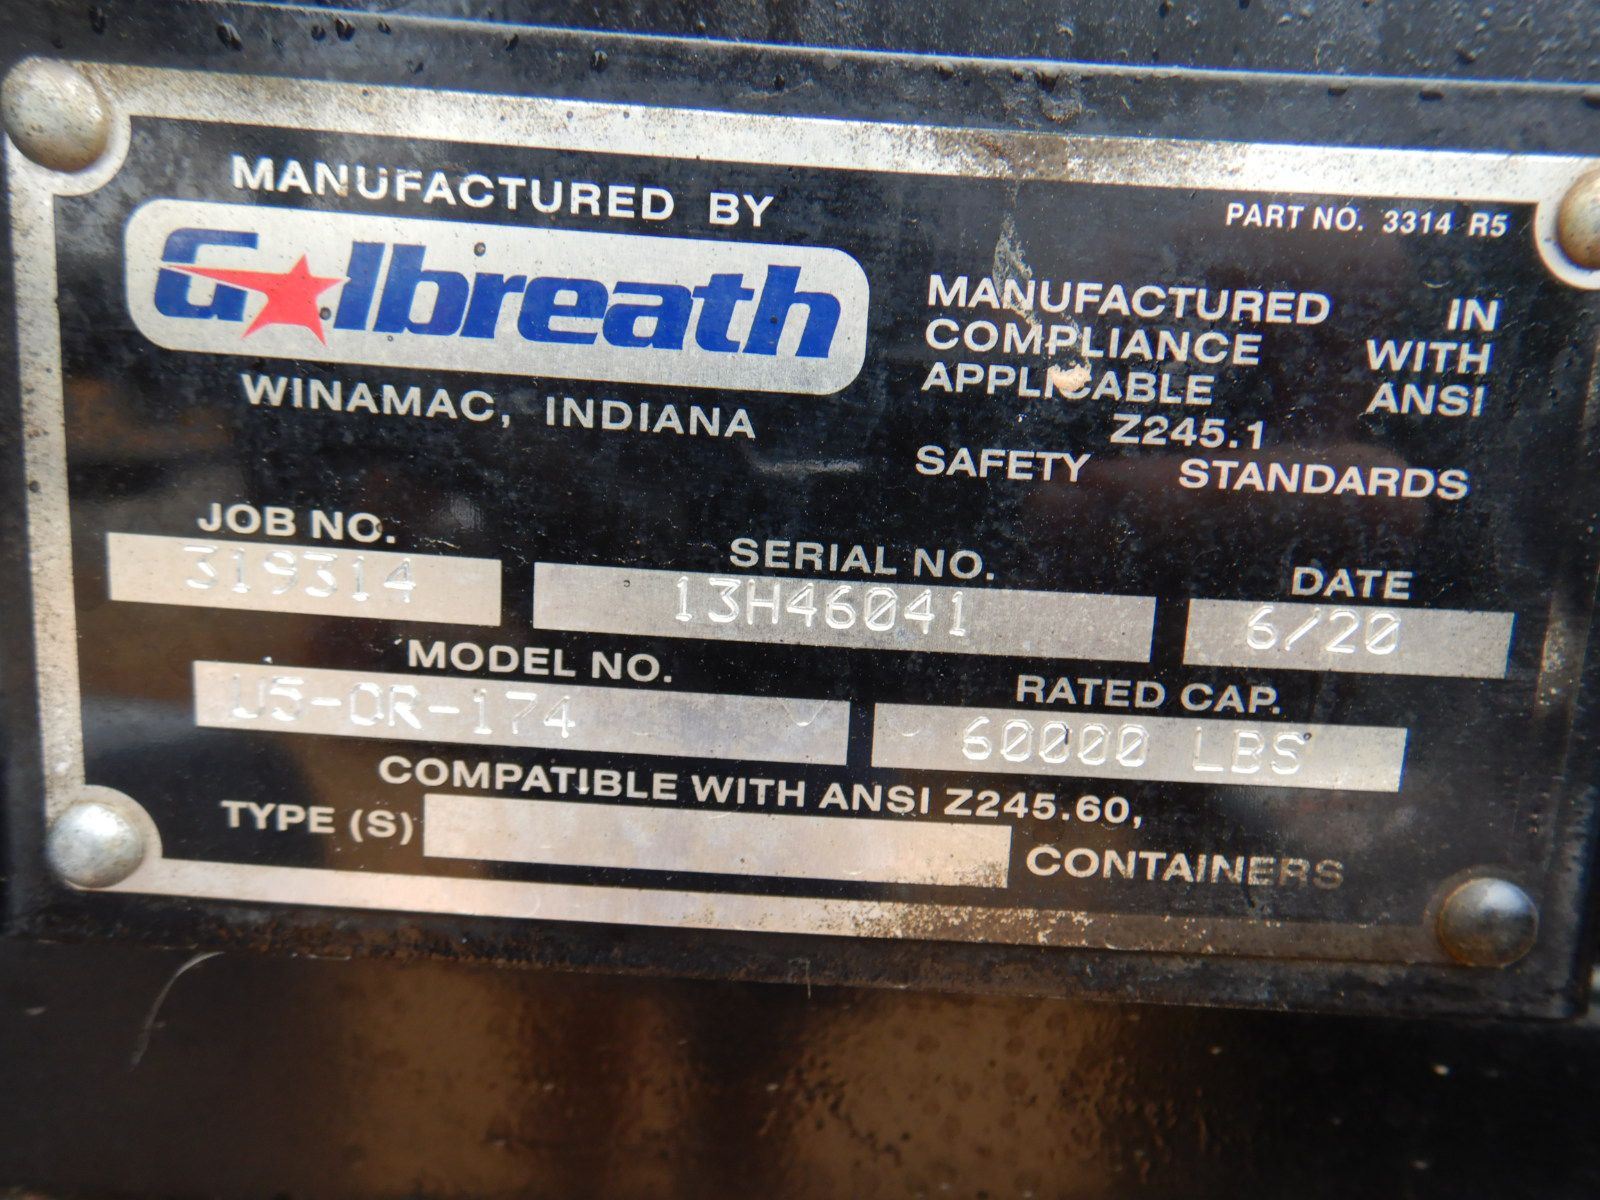 MANUFACTURED BY
Galbreath
WINAMAC, INDIANA
PART NO. 3314 R5
MANUFACTURED IN
COMPLIANCE WITH
APPLICABLE ANSI
Z245.1
SAFETY STANDARDS
JOB NO.
319314
SERIAL NO.
13H46041
DATE
6/20
MODEL NO.
U5-OR-174
RATED CAP.
60000 LBS
COMPATIBLE WITH ANSI Z245.60,
TYPE (S)
CONTAINERS